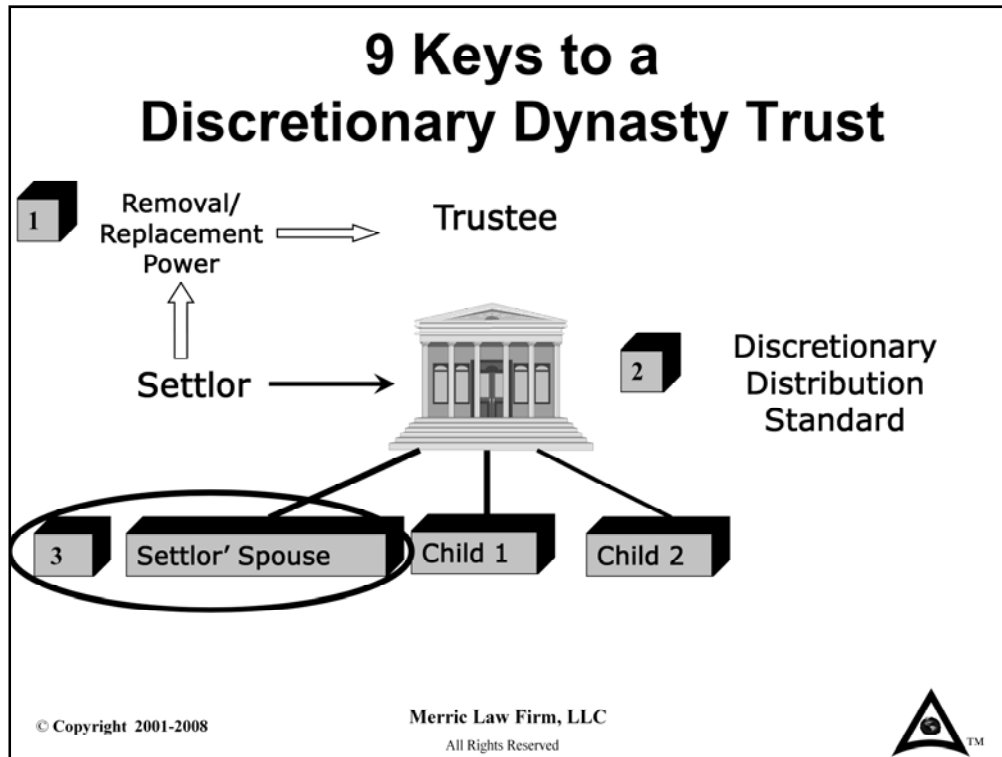 9 Keys to a
Discretionary Dynasty Trust
1
Removal/
Replacement
Power
Trustee
Settlor
2
Discretionary
Distribution
Standard
3
Settlor' Spouse
Child 1
Child 2
© Copyright 2001-2008
Merric Law Firm, LLC
All Rights Reserved
TM